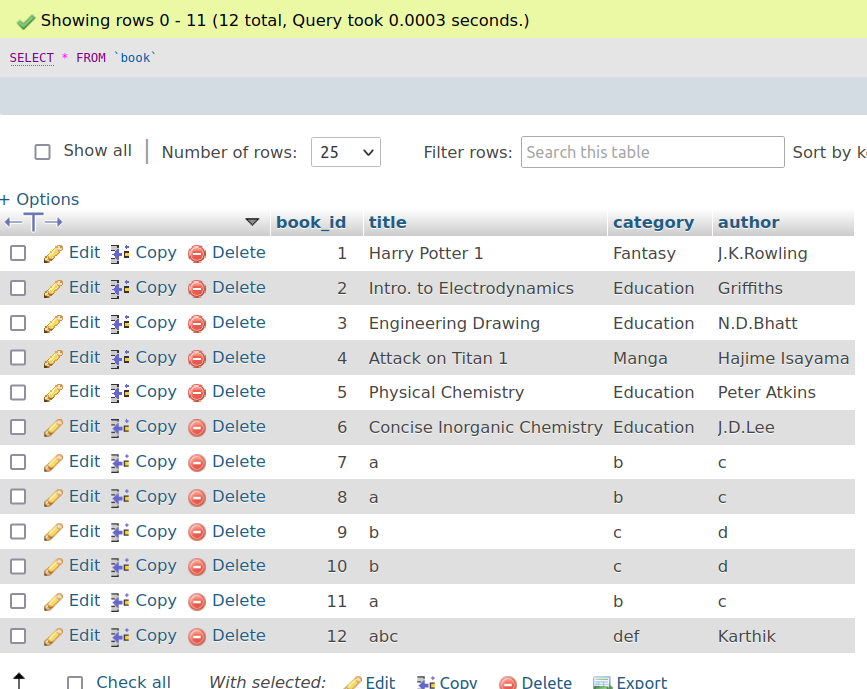 Showing rows 0 - 11 (12 total, Query took 0.0003 seconds.)
SELECT * FROM `book`
Show all Number of rows: 25 Filter rows: Search this table Sort by k
+ Options
book_id title category author
Edit Copy Delete 1 Harry Potter 1 Fantasy J.K.Rowling
Edit Copy Delete 2 Intro. to Electrodynamics Education Griffiths
Edit Copy Delete 3 Engineering Drawing Education N.D.Bhatt
Edit Copy Delete 4 Attack on Titan 1 Manga Hajime Isayama
Edit Copy Delete 5 Physical Chemistry Education Peter Atkins
Edit Copy Delete 6 Concise Inorganic Chemistry Education J.D.Lee
Edit Copy Delete 7 a b c
Edit Copy Delete 8 a b c
Edit Copy Delete 9 b c d
Edit Copy Delete 10 b c d
Edit Copy Delete 11 a b c
Edit Copy Delete 12 abc def Karthik
Check all With selected: Edit Copy Delete Export